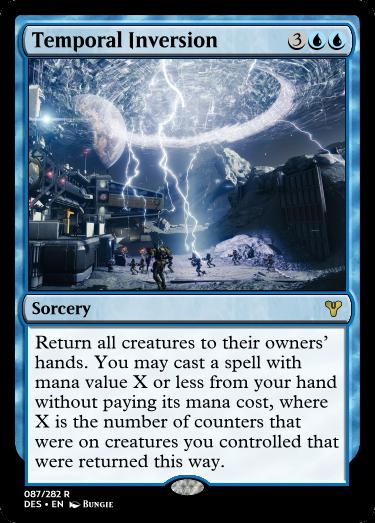 Temporal Inversion 3
Sorcery
Return all creatures to their owners'
hands. You may cast a spell with
mana value X or less from your hand
without paying its mana cost, where
X is the number of counters that
were on creatures you controlled that
were returned this way.
087/282 R
DES • EN Bungie